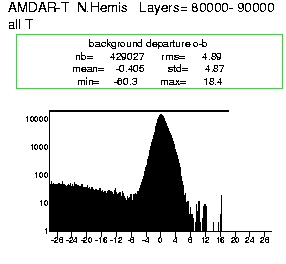 AMDAR-T N.Hemis Layers= 80000- 90000
all T
background departure o-b
nb= 429027 rms= 4.89
mean= -0.405 std= 4.87
min= -60.3 max= 18.4
10000
1000
100
10
1
-28 -24 -20 -16 -12 -8 -4 0 4 8 12 16 20 24 28